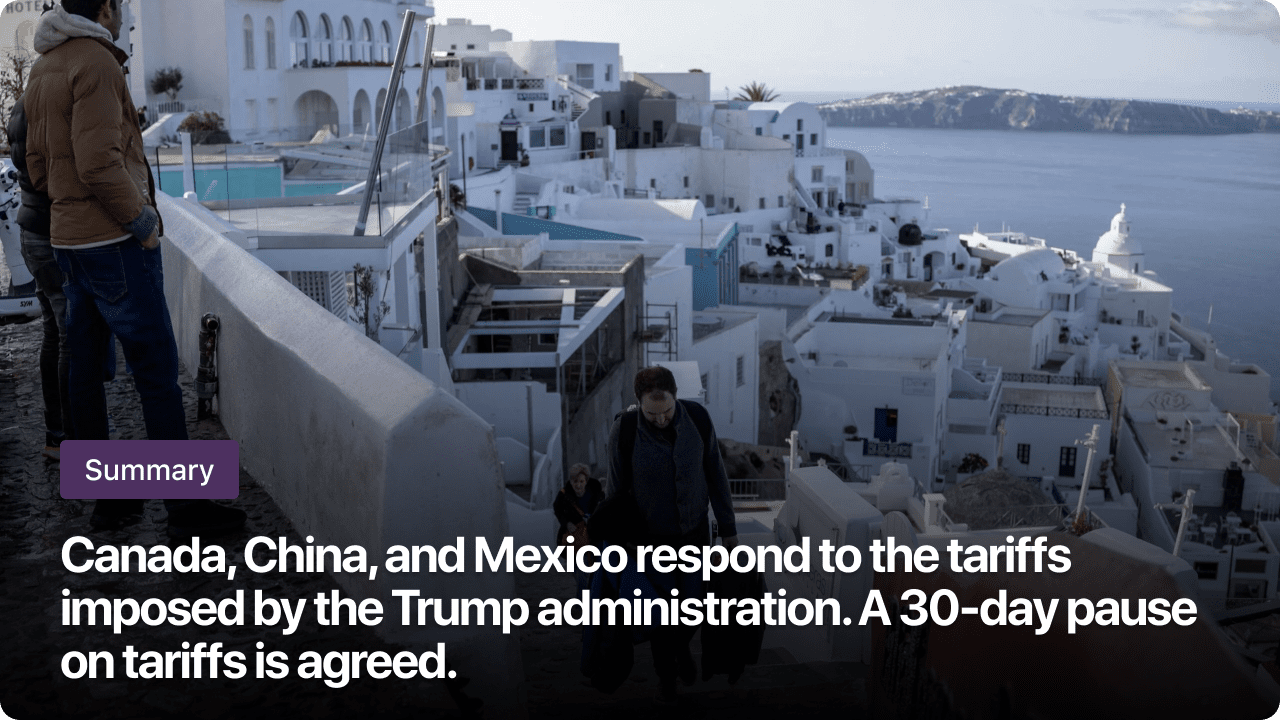 HOTEL
Summary
Canada, China, and Mexico respond to the tariffs
imposed by the Trump administration. A 30-day pause
on tariffs is agreed.